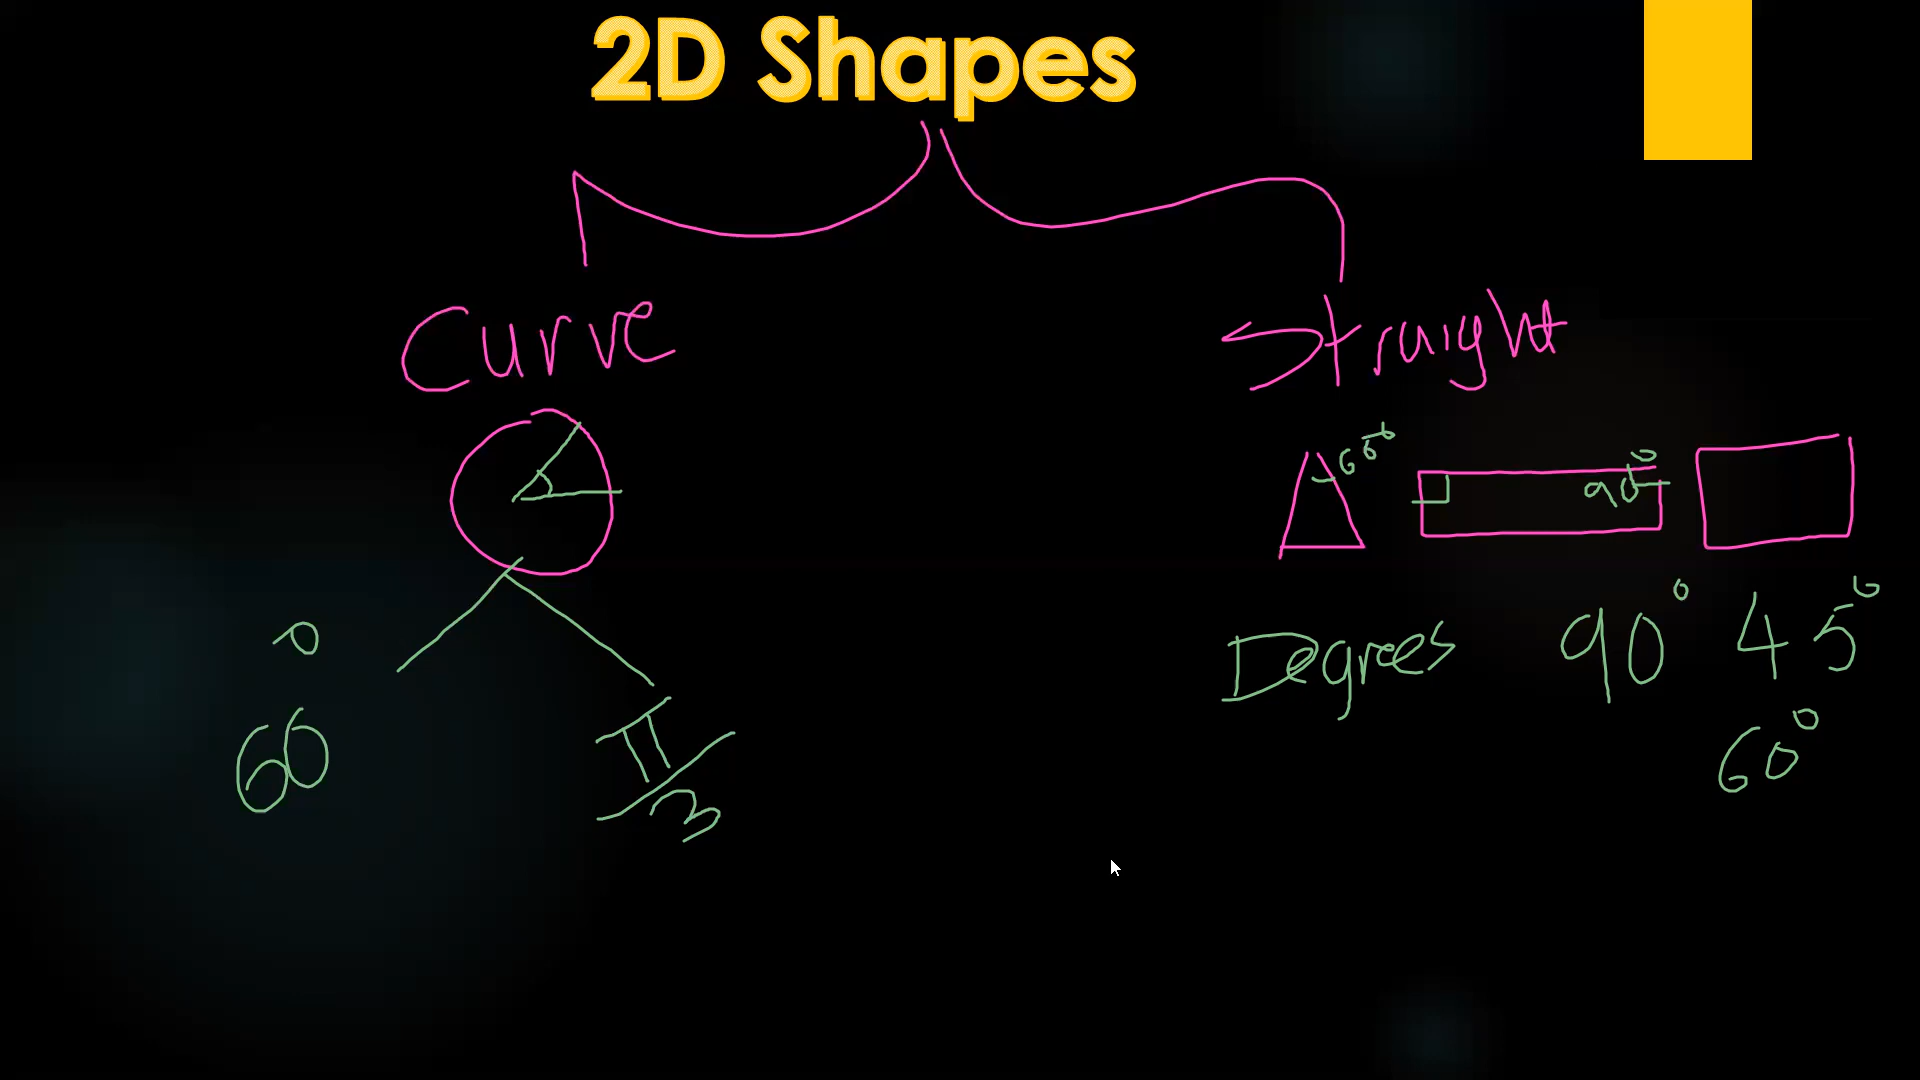 2D Shapes
Curve
Straight
60°
90°
Degrees 90° 45°
60°
60°
π/3